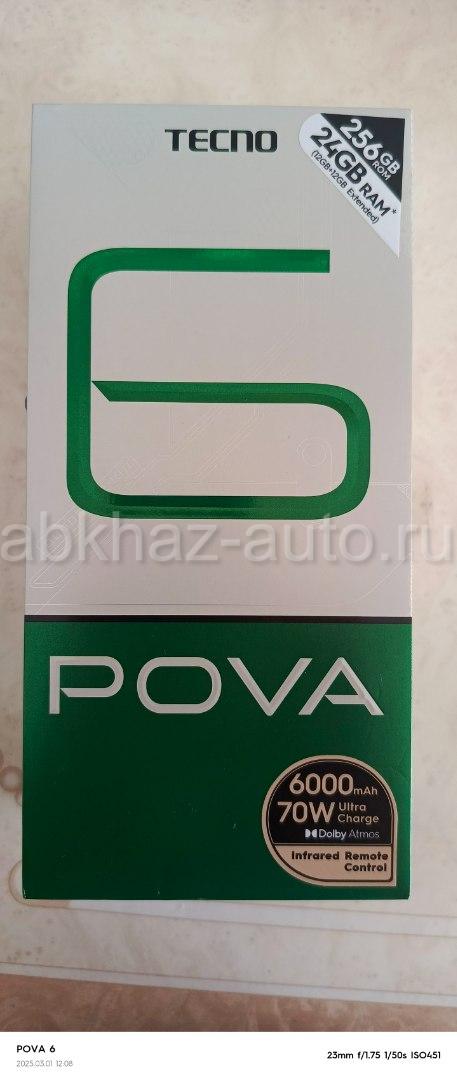 TECNO
256GB
ROM
24GB RAM*
(12GB+12GB Extended)
6
abkhaz-auto.ru
POVA
6000mAh
70W Ultra
Charge
Dolby Atmos
Infrared Remote
Control
POVA 6
2025.03.01 12:08
23mm f/1.75 1/50s ISO451